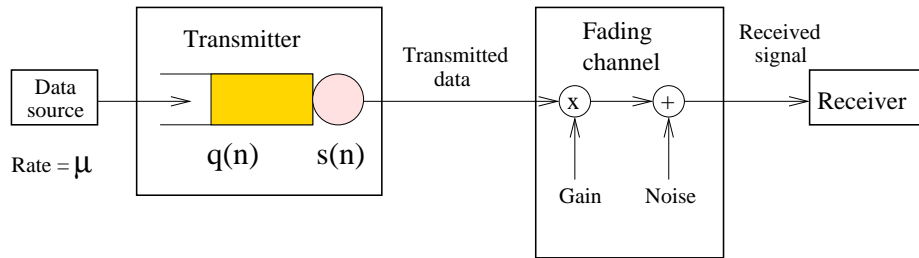 Data
source
Rate = μ
Transmitter
q(n)
s(n)
Transmitted
data
Fading
channel
x
+
Gain
Noise
Received
signal
Receiver